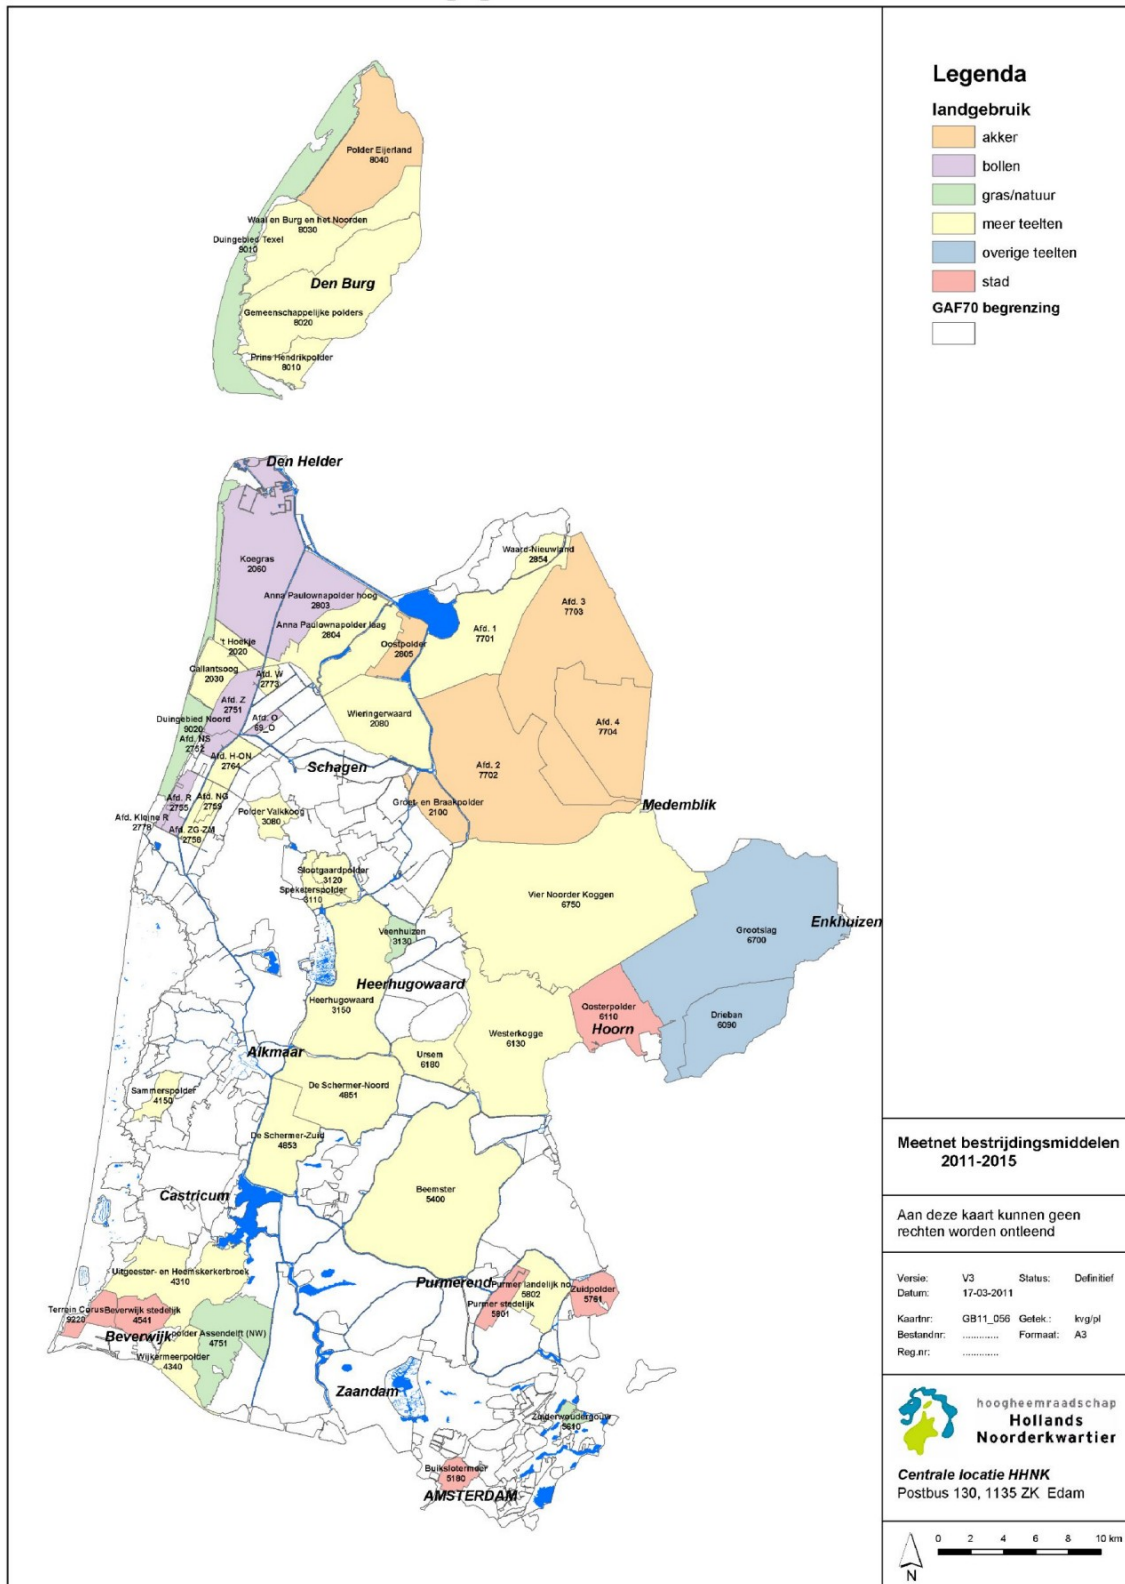 Polder Eijerland
8040
Waal en Burg en het Noorden
8030
Duingebied Texel
9010
Den Burg
Gemeenschappelijke polders
8020
Prins Hendrikpolder
8010
Den Helder
Koegras
2060
Waard-Nieuwland
2854
Anna Paulownapolder hoog
2803
Afd. 3
7703
Anna Paulownapolder laag
2804
Afd. 1
7701
't Hoekje
2020
Oostpolder
2805
Callantsoog
2030
Afd. W
2773
Afd. Z
2751
Wieringerwaard
2080
Duingebied Noord
9020
Afd. O
69_O
Afd. 4
7704
Afd. NS
2752
Afd. H-ON
2764
Afd. 2
7702
Schagen
Afd. R
2755
Afd. NG
2759
Groet- en Braakpolder
2100
Medemblik
Polder Valkkoog
3080
Afd. Kleine R
2778
Afd. ZG-ZM
2758
Slootgaardpolder
3120
Speketerspolder
3110
Vier Noorder Koggen
6750
Enkhuizen
Grootslag
6700
Veenhuizen
3130
Heerhugowaard
Heerhugowaard
3150
Oosterpolder
6110
Drieban
6090
Hoorn
Westerkogge
6130
Alkmaar
Ursem
6180
Sammerspolder
4150
De Schermer-Noord
4851
De Schermer-Zuid
4853
Castricum
Beemster
5400
Uitgeester- en Heemskerkerbroek
4310
Purmerend
Purmer landelijk no
5802
Zuidpolder
5761
Purmer stedelijk
5801
Terrein Corus
9220
Beverwijk stedelijk
4541
Beverwijk
polder Assendelft (NW)
4751
Wijkermeerpolder
4340
Zaandam
Zuiderwoudergouw
5610
Buikslotermeer
5180
AMSTERDAM
Legenda
landgebruik
akker
bollen
gras/natuur
meer teelten
overige teelten
stad
GAF70 begrenzing
Meetnet bestrijdingsmiddelen
2011-2015
Aan deze kaart kunnen geen
rechten worden ontleend
Versie: V3 Status: Definitief
Datum: 17-03-2011
Kaartnr: GB11_056 Getek.: kvg/pl
Bestandnr: ............. Formaat: A3
Reg.nr: .............
hoogheemraadschap
Hollands
Noorderkwartier
Centrale locatie HHNK
Postbus 130, 1135 ZK Edam
0 2 4 6 8 10 km
N